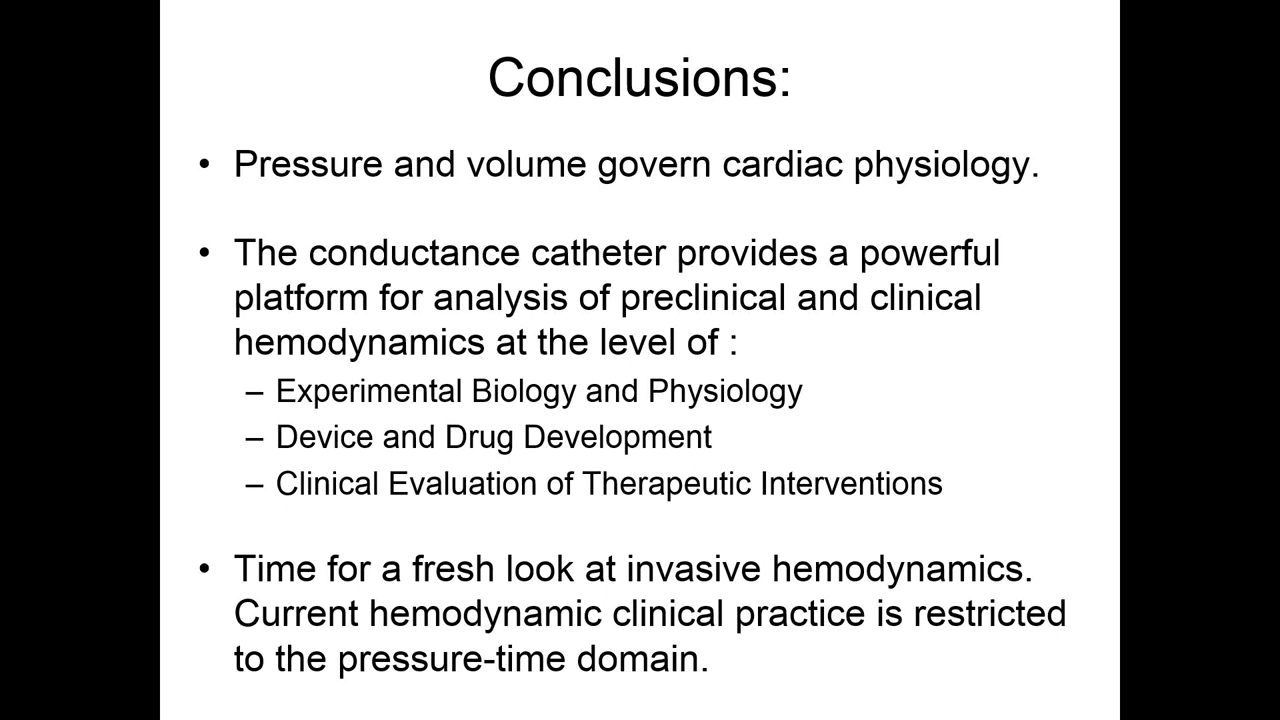 Conclusions:
• Pressure and volume govern cardiac physiology.
• The conductance catheter provides a powerful
platform for analysis of preclinical and clinical
hemodynamics at the level of :
– Experimental Biology and Physiology
– Device and Drug Development
– Clinical Evaluation of Therapeutic Interventions
• Time for a fresh look at invasive hemodynamics.
Current hemodynamic clinical practice is restricted
to the pressure-time domain.